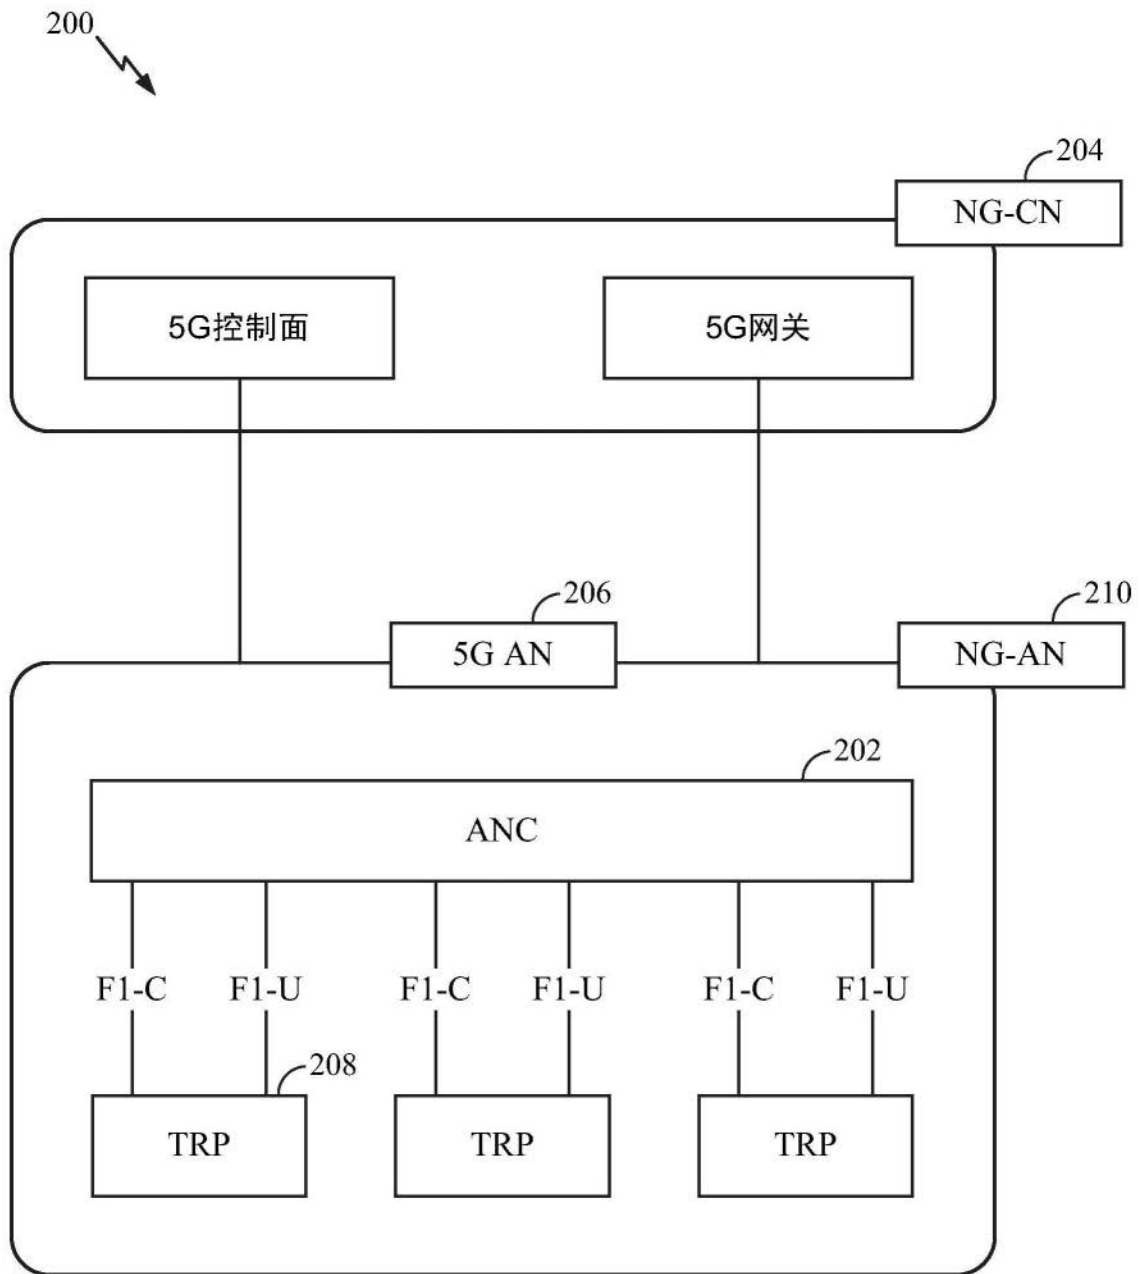 200
204
NG-CN
5G控制面
5G网关
206
210
5G AN
NG-AN
202
ANC
F1-C F1-U F1-C F1-U F1-C F1-U
208
TRP TRP TRP